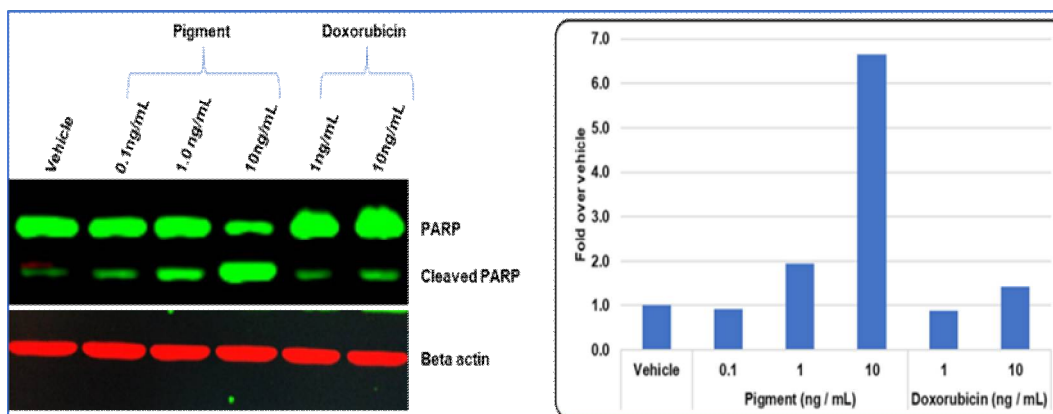 Pigment
Doxorubicin
Vehicle
0.1ng/mL
1.0 ng/mL
10ng/mL
1ng/mL
10ng/mL
PARP
Cleaved PARP
Beta actin
7.0
6.0
5.0
4.0
3.0
2.0
1.0
0.0
Fold over vehicle
Vehicle
0.1
1
10
1
10
Pigment (ng / mL)
Doxorubicin (ng / mL)